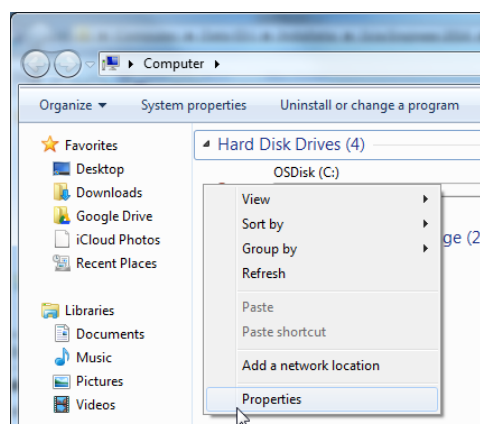 Computer
Organize
System properties
Uninstall or change a program
Favorites
Desktop
Downloads
Google Drive
iCloud Photos
Recent Places
Libraries
Documents
Music
Pictures
Videos
Hard Disk Drives (4)
OSDisk (C:)
ge (2
View
Sort by
Group by
Refresh
Paste
Paste shortcut
Add a network location
Properties